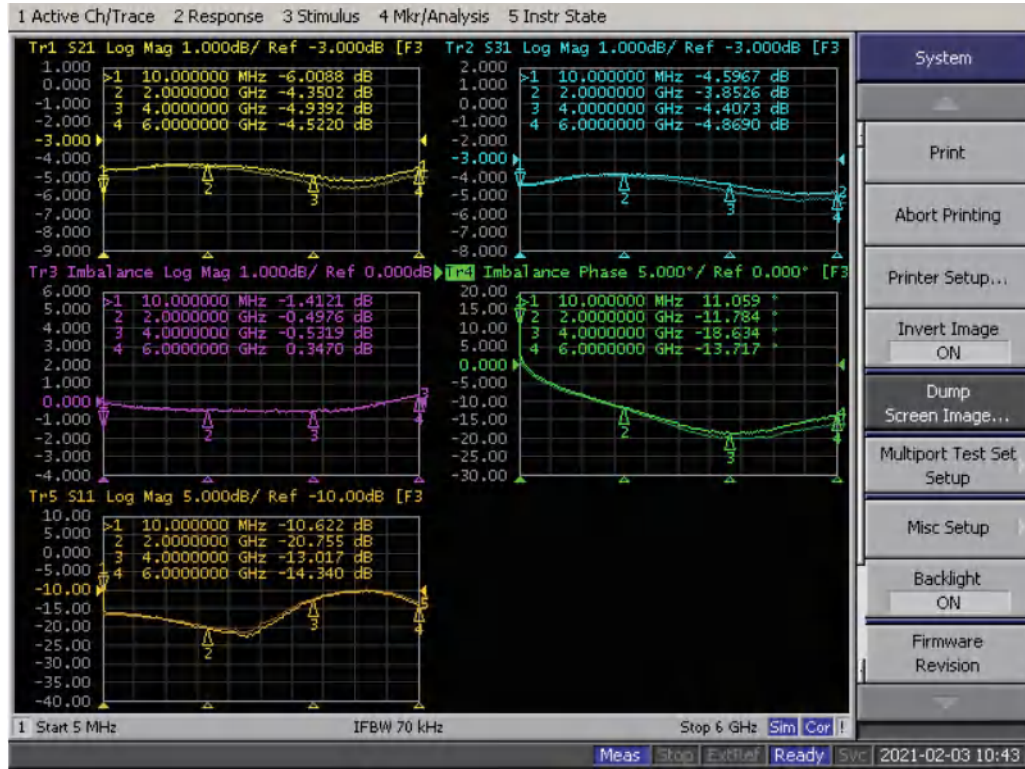 1 Active Ch/Trace 2 Response 3 Stimulus 4 Mkr/Analysis 5 Instr State
Tr1 S21 Log Mag 1.000dB/ Ref -3.000dB [F3
1.000
0.000
-1.000
-2.000
-3.000
-4.000
-5.000
-6.000
-7.000
-8.000
-9.000
>1 10.000000 MHz -6.0088 dB
2 2.0000000 GHz -4.3502 dB
3 4.0000000 GHz -4.9392 dB
4 6.0000000 GHz -4.5220 dB
2
3
4
Tr2 S31 Log Mag 1.000dB/ Ref -3.000dB [F3
2.000
1.000
0.000
-1.000
-2.000
-3.000
-4.000
-5.000
-6.000
-7.000
-8.000
>1 10.000000 MHz -4.5967 dB
2 2.0000000 GHz -3.8526 dB
3 4.0000000 GHz -4.4073 dB
4 6.0000000 GHz -4.8690 dB
2
3
4
Tr3 Imbalance Log Mag 1.000dB/ Ref 0.000dB
6.000
5.000
4.000
3.000
2.000
1.000
0.000
-1.000
-2.000
-3.000
-4.000
>1 10.000000 MHz -1.4121 dB
2 2.0000000 GHz -0.4976 dB
3 4.0000000 GHz -0.5319 dB
4 6.0000000 GHz 0.3470 dB
2
3
4
Tr4 Imbalance Phase 5.000°/ Ref 0.000° [F3
20.00
15.00
10.00
5.000
0.000
-5.000
-10.00
-15.00
-20.00
-25.00
-30.00
>1 10.000000 MHz 11.059 °
2 2.0000000 GHz -11.784 °
3 4.0000000 GHz -18.634 °
4 6.0000000 GHz -13.717 °
2
3
4
Tr5 S11 Log Mag 5.000dB/ Ref -10.00dB [F3
10.00
5.000
0.000
-5.000
-10.00
-15.00
-20.00
-25.00
-30.00
-35.00
-40.00
>1 10.000000 MHz -10.622 dB
2 2.0000000 GHz -20.755 dB
3 4.0000000 GHz -13.017 dB
4 6.0000000 GHz -14.340 dB
2
3
4
System
Print
Abort Printing
Printer Setup...
Invert Image
ON
Dump
Screen Image...
Multiport Test Set
Setup
Misc Setup
Backlight
ON
Firmware
Revision
1 Start 5 MHz IFBW 70 kHz Stop 6 GHz Sim Cor !
Meas Stop ExtRef Ready Svc 2021-02-03 10:43